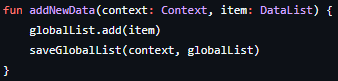 fun addNewData(context: Context, item: DataList) {
    globalList.add(item)
    saveGlobalList(context, globalList)
}